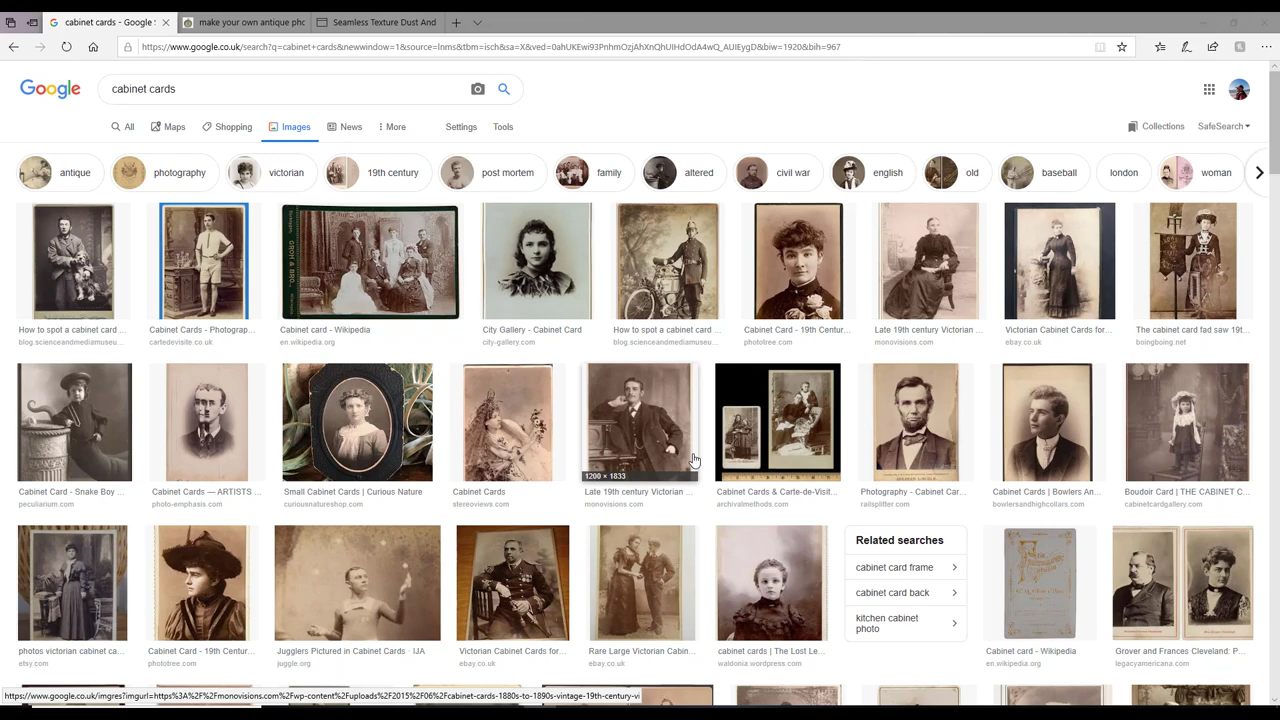 cabinet cards - Google S
make your own antique pho
Seamless Texture Dust And
https://www.google.co.uk/search?q=cabinet+cards&newwindow=1&source=lnms&tbm=isch&sa=X&ved=0ahUKEwi93PnhmOzjAhXnQhUIHdOdA4wQ_AUIEygD&biw=1920&bih=967
Google
cabinet cards
All Maps Shopping Images News More Settings Tools
Collections SafeSearch
antique photography victorian 19th century post mortem family altered civil war english old baseball london woman
GROH & BRO.
How to spot a cabinet card ...
blog.scienceandmediamuseu...
Cabinet Cards - Photograp...
cartedevisite.co.uk
Cabinet card - Wikipedia
en.wikipedia.org
City Gallery - Cabinet Card
city-gallery.com
How to spot a cabinet card ...
blog.scienceandmediamuseu...
Cabinet Card - 19th Centur...
phototree.com
Late 19th century Victorian ...
monovisions.com
Victorian Cabinet Cards for...
ebay.co.uk
The cabinet card fad saw 19t...
boingboing.net
1200 × 1833
Cabinet Card - Snake Boy ...
peculiarium.com
Cabinet Cards — ARTISTS ...
photo-emphasis.com
Small Cabinet Cards | Curious Nature
curiousnatureshop.com
Cabinet Cards
stereoviews.com
Late 19th century Victorian ...
monovisions.com
Cabinet Cards & Carte-de-Visit...
archivalmethods.com
Photography - Cabinet Car...
railsplitter.com
Cabinet Cards | Bowlers An...
bowlersandhighcollars.com
Boudoir Card | THE CABINET C...
cabinetcardgallery.com
Related searches
cabinet card frame
cabinet card back
kitchen cabinet
photo
photos victorian cabinet ca...
etsy.com
Cabinet Card - 19th Centur...
phototree.com
Jugglers Pictured in Cabinet Cards · IJA
juggle.org
Victorian Cabinet Cards for...
ebay.co.uk
Rare Large Victorian Cabin...
ebay.co.uk
cabinet cards | The Lost Le...
waldonia.wordpress.com
Cabinet card - Wikipedia
en.wikipedia.org
Grover and Frances Cleveland: P...
legacyamericana.com
https://www.google.co.uk/imgres?imgurl=https%3A%2F%2Fmonovisions.com%2Fwp-content%2Fuploads%2F2015%2F06%2Fcabinet-cards-1880s-to-1890s-vintage-19th-century-vi